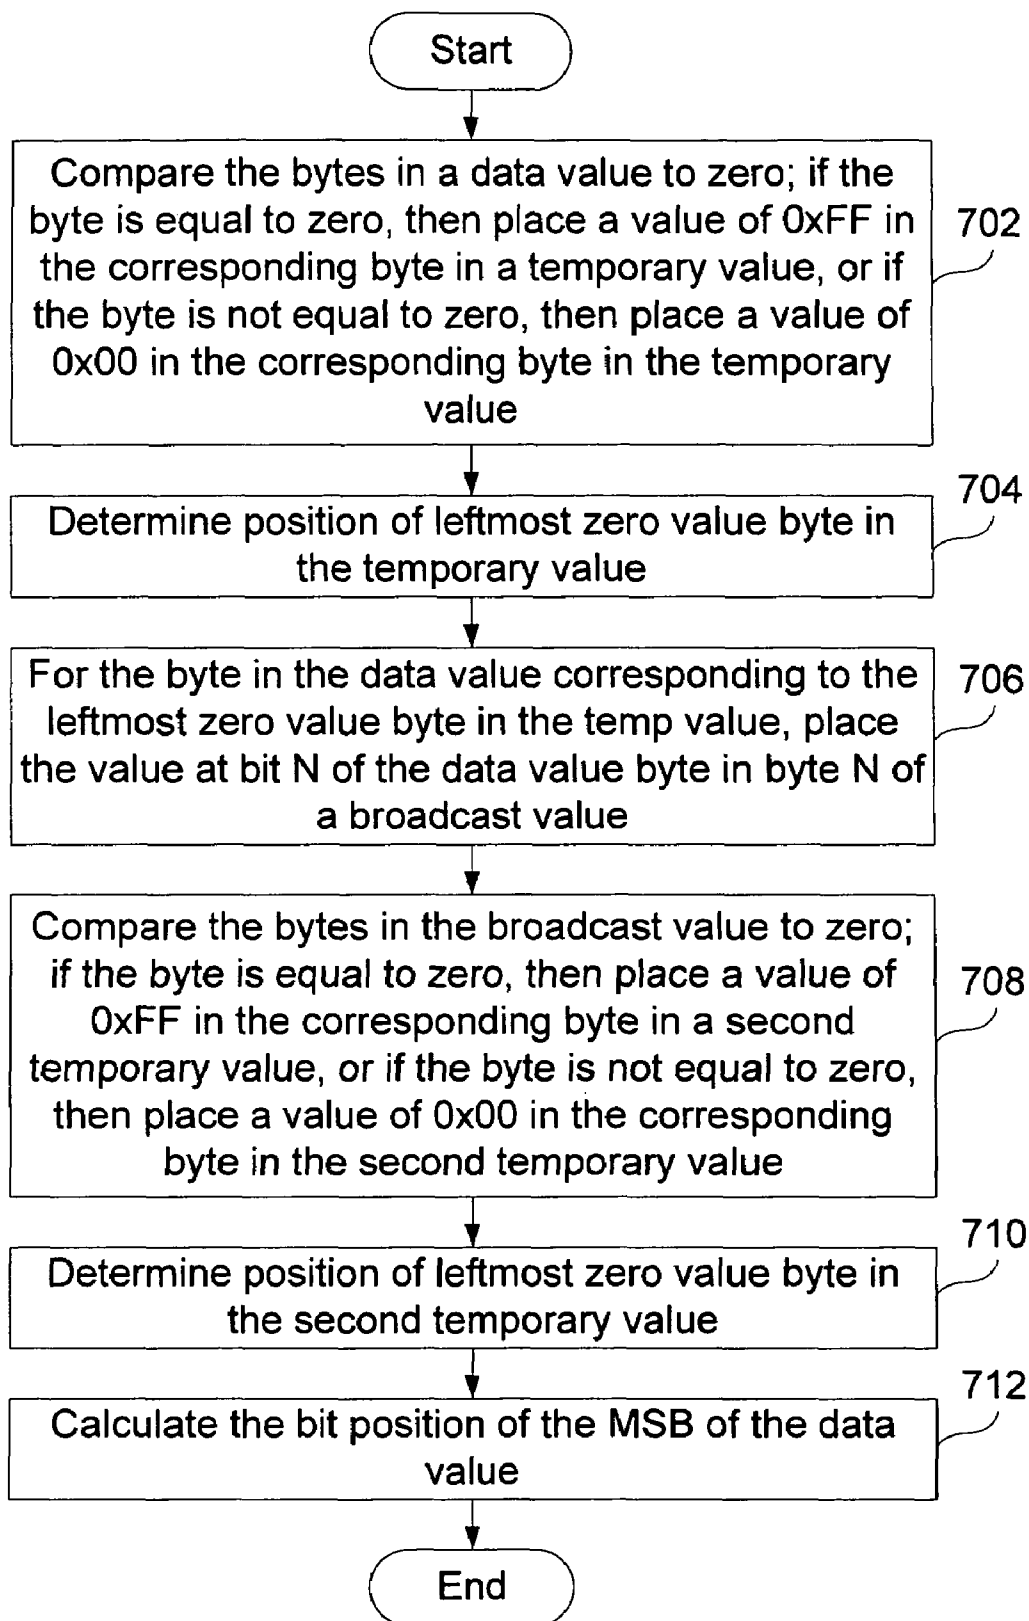 Start
Compare the bytes in a data value to zero; if the
byte is equal to zero, then place a value of 0xFF in
the corresponding byte in a temporary value, or if
the byte is not equal to zero, then place a value of
0x00 in the corresponding byte in the temporary
value
702
Determine position of leftmost zero value byte in
the temporary value
704
For the byte in the data value corresponding to the
leftmost zero value byte in the temp value, place
the value at bit N of the data value byte in byte N of
a broadcast value
706
Compare the bytes in the broadcast value to zero;
if the byte is equal to zero, then place a value of
0xFF in the corresponding byte in a second
temporary value, or if the byte is not equal to zero,
then place a value of 0x00 in the corresponding
byte in the second temporary value
708
Determine position of leftmost zero value byte in
the second temporary value
710
Calculate the bit position of the MSB of the data
value
712
End